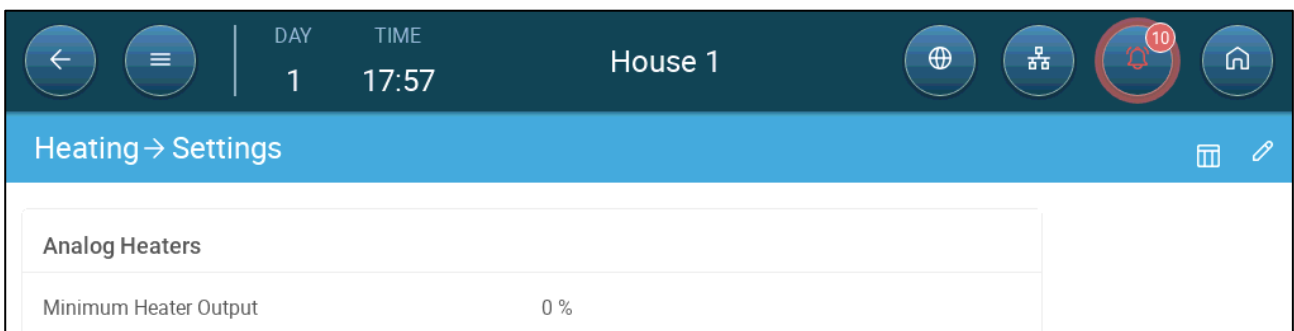 DAY TIME
1 17:57
House 1
10
Heating → Settings
Analog Heaters
Minimum Heater Output 0 %